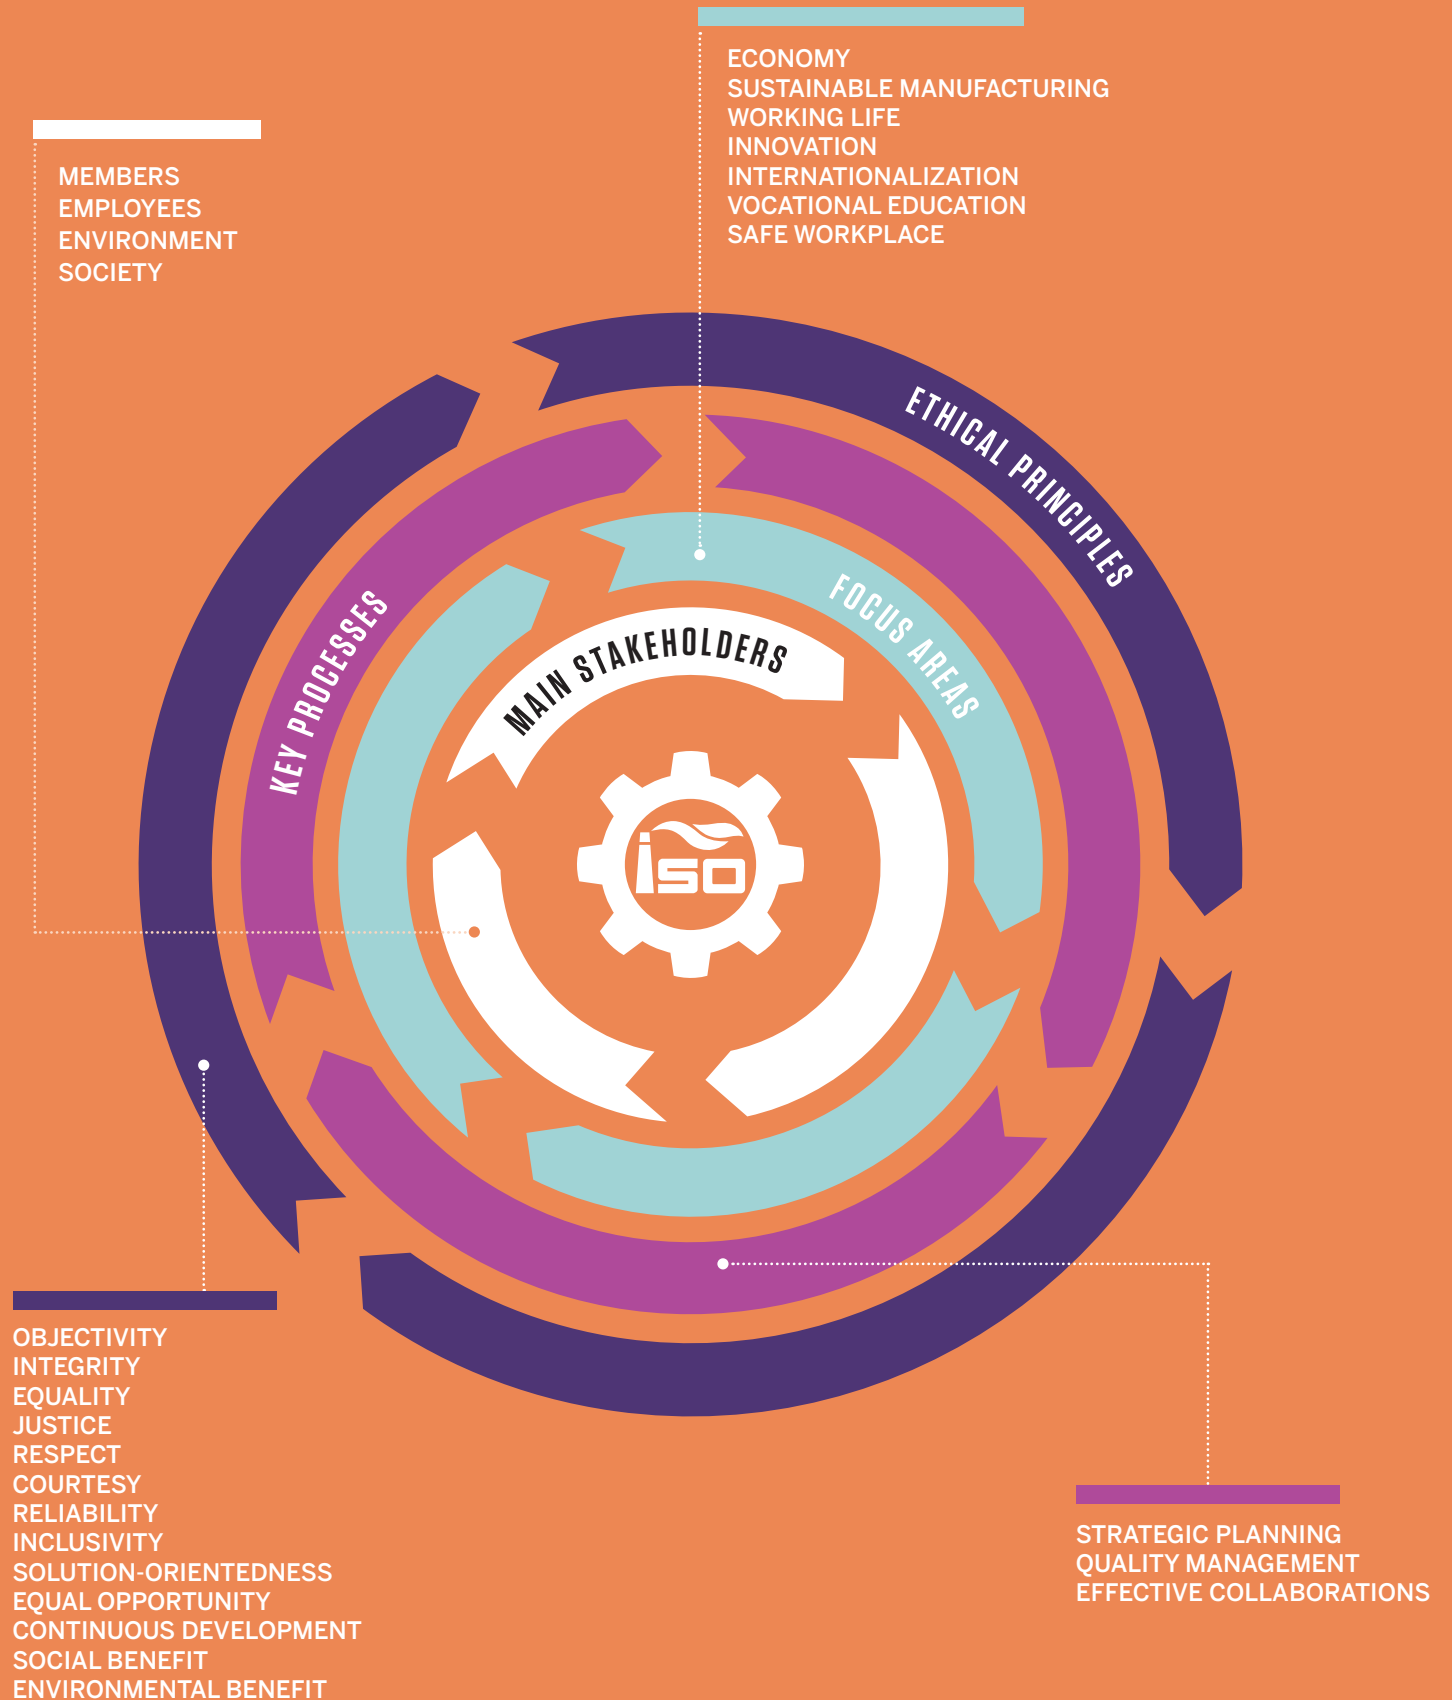 ECONOMY
SUSTAINABLE MANUFACTURING
WORKING LIFE
INNOVATION
INTERNATIONALIZATION
VOCATIONAL EDUCATION
SAFE WORKPLACE
MEMBERS
EMPLOYEES
ENVIRONMENT
SOCIETY
ETHICAL PRINCIPLES
KEY PROCESSES
FOCUS AREAS
MAIN STAKEHOLDERS
iso
OBJECTIVITY
INTEGRITY
EQUALITY
JUSTICE
RESPECT
COURTESY
RELIABILITY
INCLUSIVITY
SOLUTION-ORIENTEDNESS
EQUAL OPPORTUNITY
CONTINUOUS DEVELOPMENT
SOCIAL BENEFIT
ENVIRONMENTAL BENEFIT
STRATEGIC PLANNING
QUALITY MANAGEMENT
EFFECTIVE COLLABORATIONS